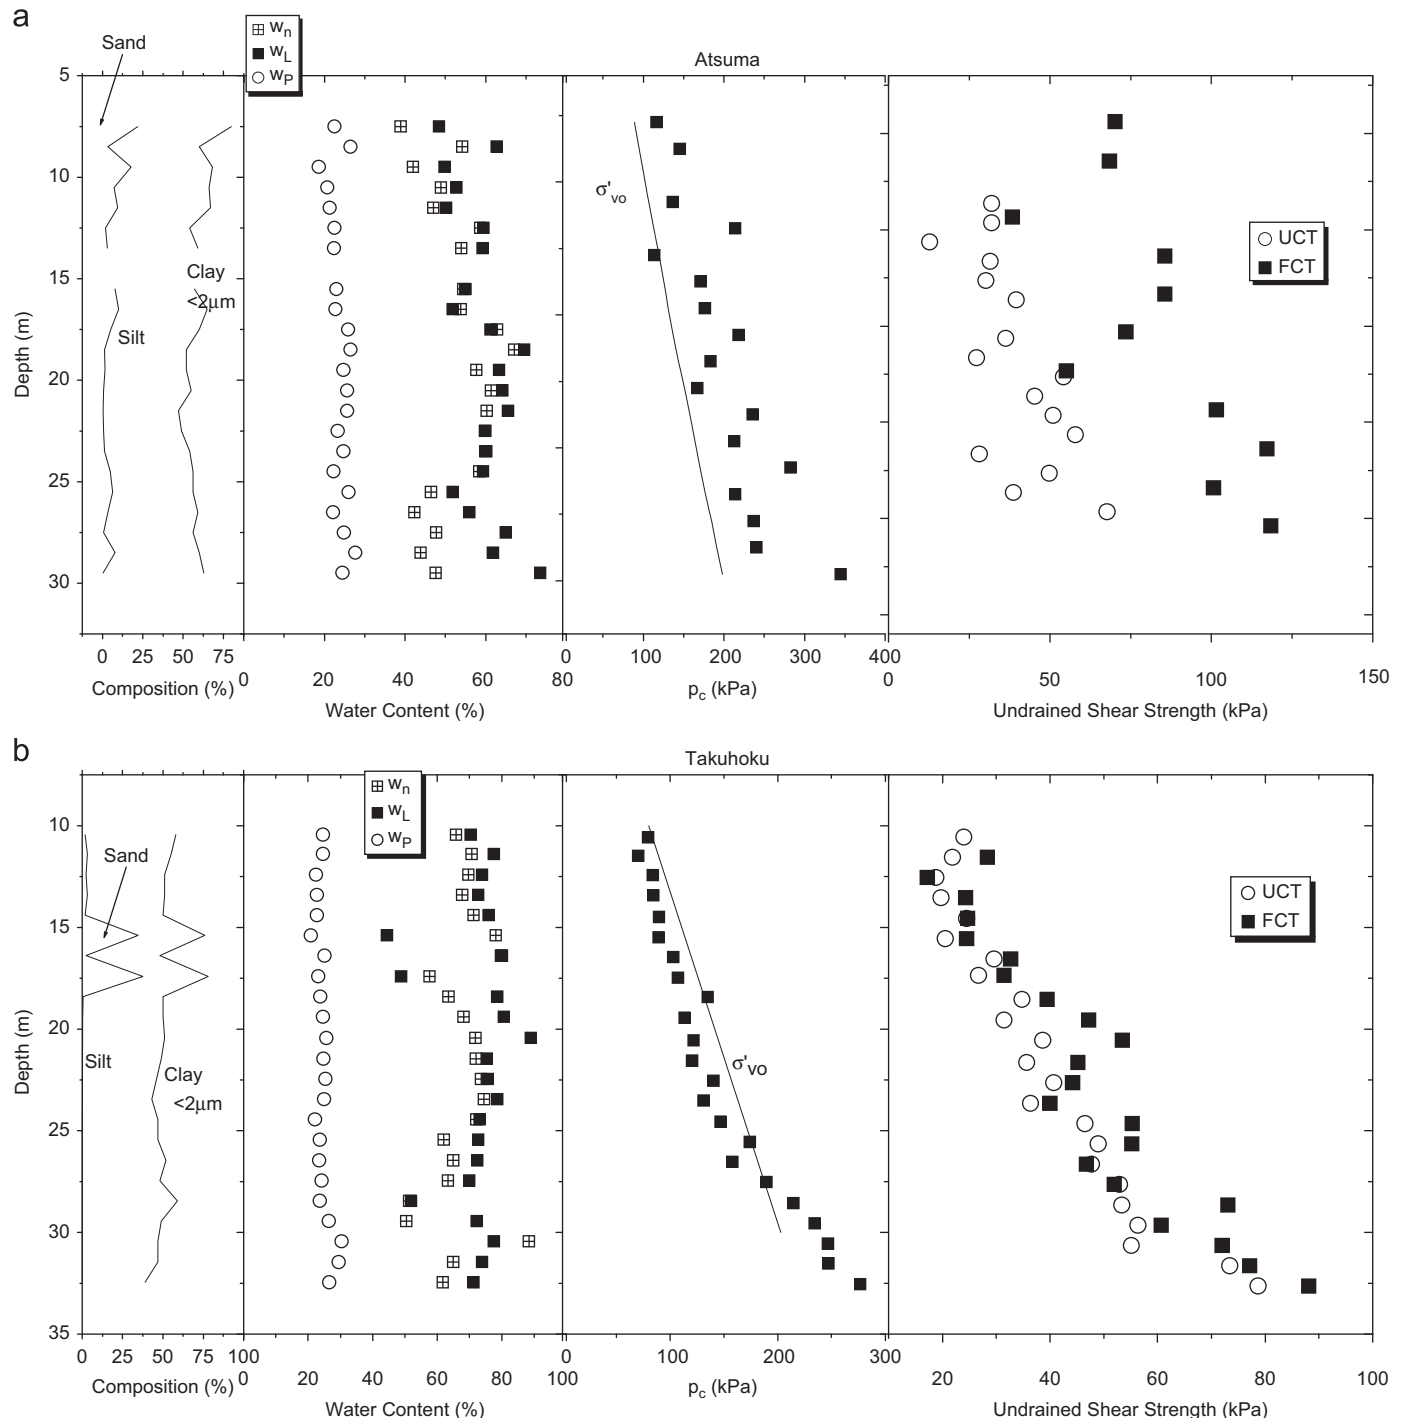 a
Sand
wn
wL
wP
Atsuma
5
10
15
20
25
30
Depth (m)
Clay
<2μm
Silt
σ'vo
UCT
FCT
0 25 50 75
Composition (%)
0 20 40 60 80
Water Content (%)
0 100 200 300 400
pc (kPa)
0 50 100 150
Undrained Shear Strength (kPa)
b
Takuhoku
wn
wL
wP
10
15
20
25
30
35
Depth (m)
Sand
Silt
Clay
<2μm
σ'vo
UCT
FCT
0 25 50 75 100
Composition (%)
0 20 40 60 80 100
Water Content (%)
0 100 200 300
pc (kPa)
20 40 60 80 100
Undrained Shear Strength (kPa)